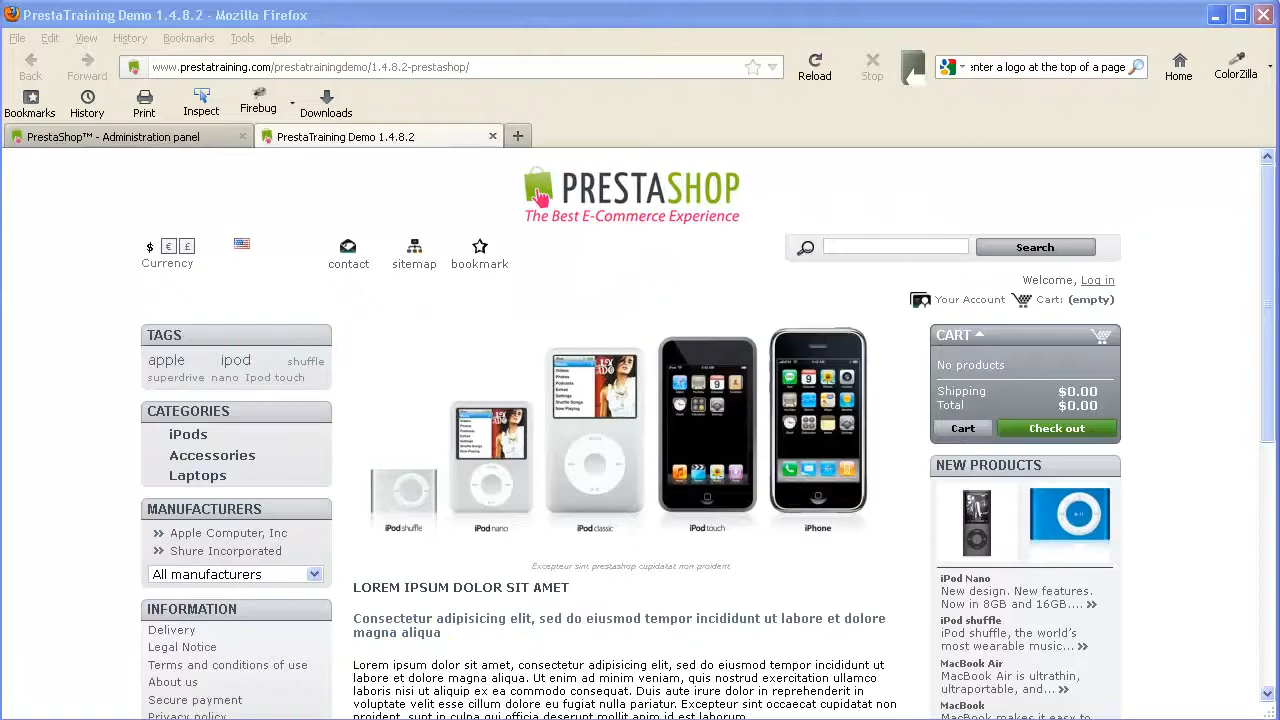 PrestaTraining Demo 1.4.8.2 - Mozilla Firefox
File Edit View History Bookmarks Tools Help
Back Forward www.prestatraining.com/prestatrainingdemo/1.4.8.2-prestashop/ Reload Stop enter a logo at the top of a page Home ColorZilla
Bookmarks History Print Inspect Firebug Downloads
PrestaShop™ - Administration panel PrestaTraining Demo 1.4.8.2
PRESTASHOP
The Best E-Commerce Experience
$ € £
Currency
contact sitemap bookmark
Search
Welcome, Log in
Your Account Cart: (empty)
TAGS
apple ipod shuffle
superdrive nano Ipod touch
CATEGORIES
iPods
Accessories
Laptops
MANUFACTURERS
Apple Computer, Inc
Shure Incorporated
All manufacturers
INFORMATION
Delivery
Legal Notice
Terms and conditions of use
About us
Secure payment
Privacy policy
iPod shuffle iPod nano iPod classic iPod touch iPhone
Excepteur sint prestashop cupidatat non proident
LOREM IPSUM DOLOR SIT AMET
Consectetur adipisicing elit, sed do eiusmod tempor incididunt ut labore et dolore
magna aliqua
Lorem ipsum dolor sit amet, consectetur adipisicing elit, sed do eiusmod tempor incididunt ut
labore et dolore magna aliqua. Ut enim ad minim veniam, quis nostrud exercitation ullamco
laboris nisi ut aliquip ex ea commodo consequat. Duis aute irure dolor in reprehenderit in
voluptate velit esse cillum dolore eu fugiat nulla pariatur. Excepteur sint occaecat cupidatat non
proident sunt in culpa qui officia deserunt mollit anim id est laborum
CART
No products
Shipping $0.00
Total $0.00
Cart Check out
NEW PRODUCTS
iPod Nano
New design. New features.
Now in 8GB and 16GB....
iPod shuffle
iPod shuffle, the world's
most wearable music...
MacBook Air
MacBook Air is ultrathin,
ultraportable, and...
MacBook
MacBook makes it easy to